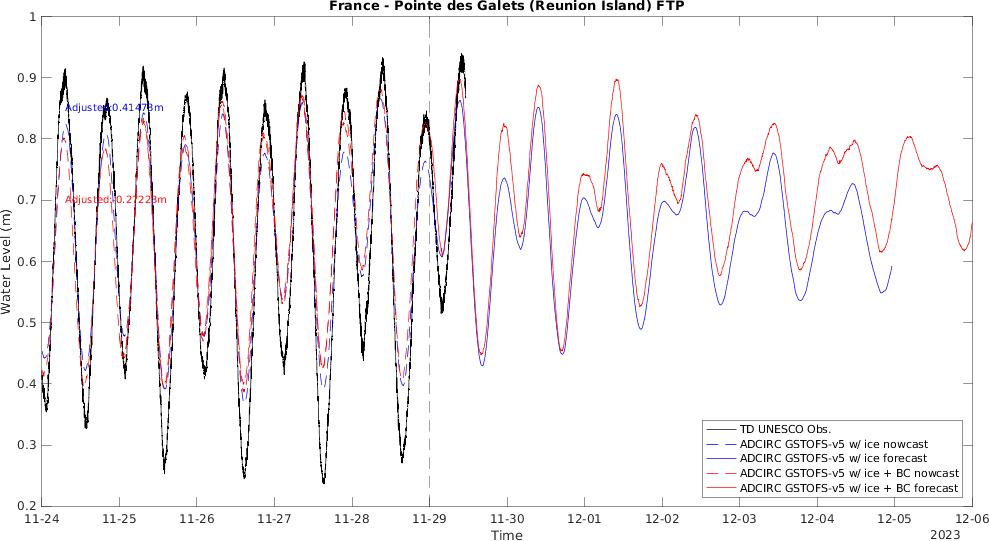 France - Pointe des Galets (Reunion Island) FTP
Water Level (m)
1
0.9
0.8
0.7
0.6
0.5
0.4
0.3
0.2
Adjusted:0.41473m
Adjusted:-0.27223m
TD UNESCO Obs.
ADCIRC GSTOFS-v5 w/ ice nowcast
ADCIRC GSTOFS-v5 w/ ice forecast
ADCIRC GSTOFS-v5 w/ ice + BC nowcast
ADCIRC GSTOFS-v5 w/ ice + BC forecast
11-24 11-25 11-26 11-27 11-28 11-29 11-30 12-01 12-02 12-03 12-04 12-05 12-06
Time
2023